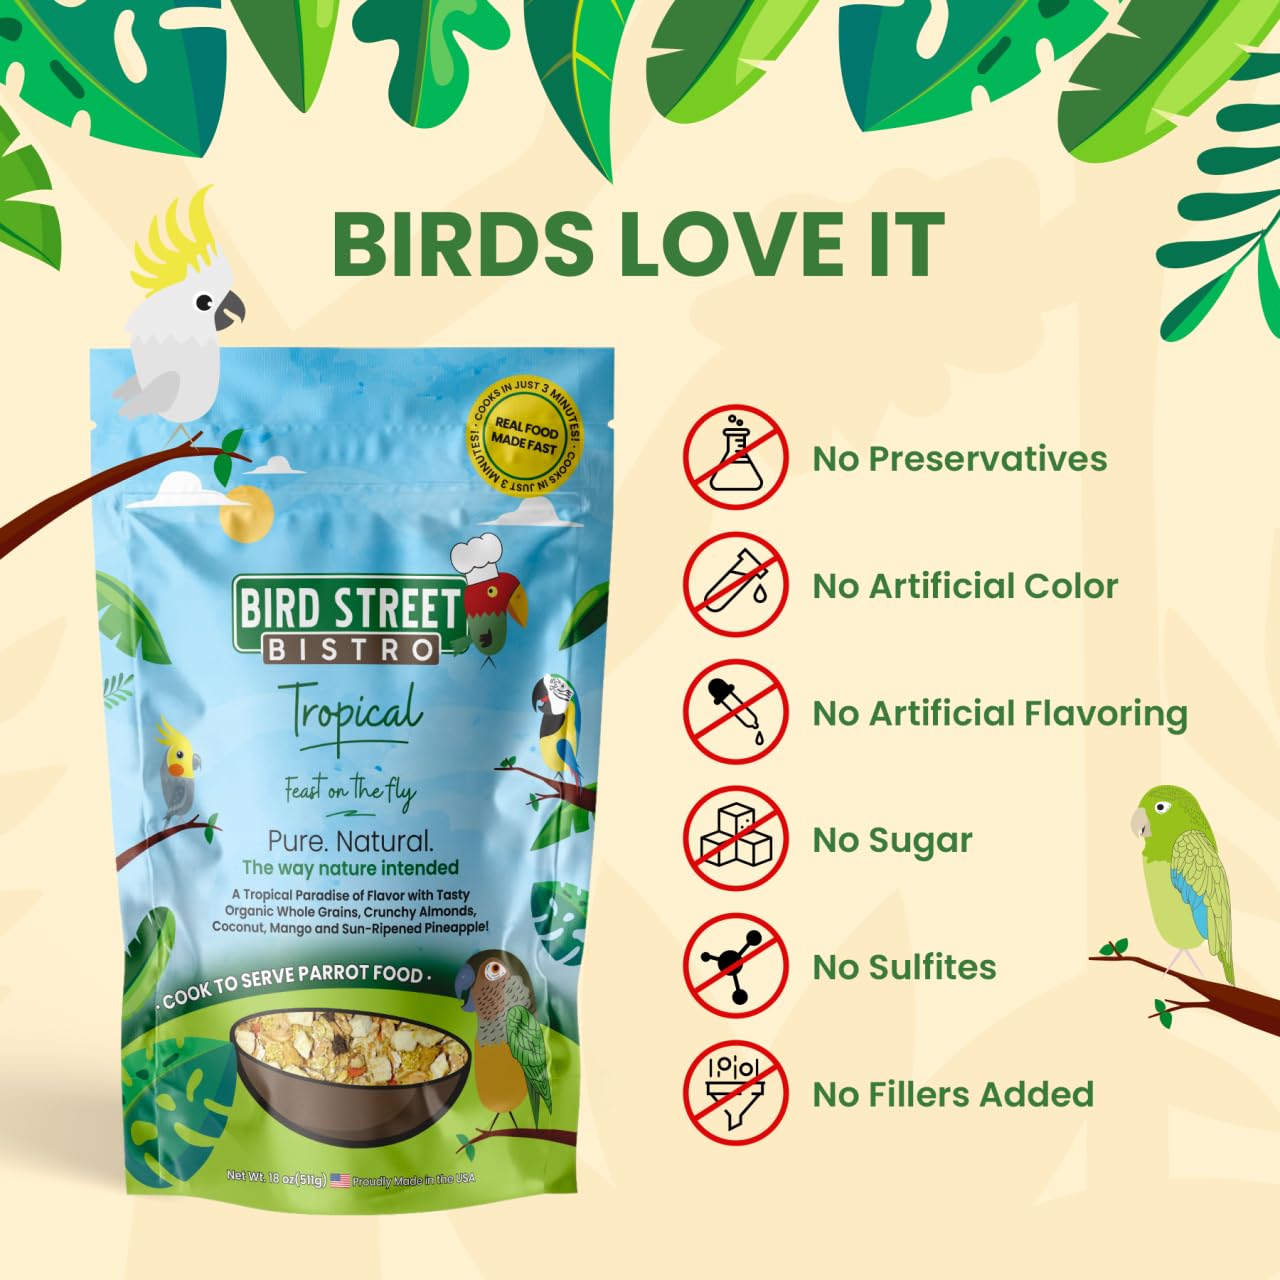 BIRDS LOVE IT
· COOKS IN JUST 3 MINUTES! · COOKS IN JUST 3 MINUTES!
REAL FOOD
MADE FAST
BIRD STREET
BISTRO
Tropical
Feast on the fly
Pure. Natural.
The way nature intended
A Tropical Paradise of Flavor with Tasty
Organic Whole Grains, Crunchy Almonds,
Coconut, Mango and Sun-Ripened Pineapple!
· COOK TO SERVE PARROT FOOD ·
Net Wt. 18 oz(511g) Proudly Made in the USA
No Preservatives
No Artificial Color
No Artificial Flavoring
No Sugar
No Sulfites
No Fillers Added